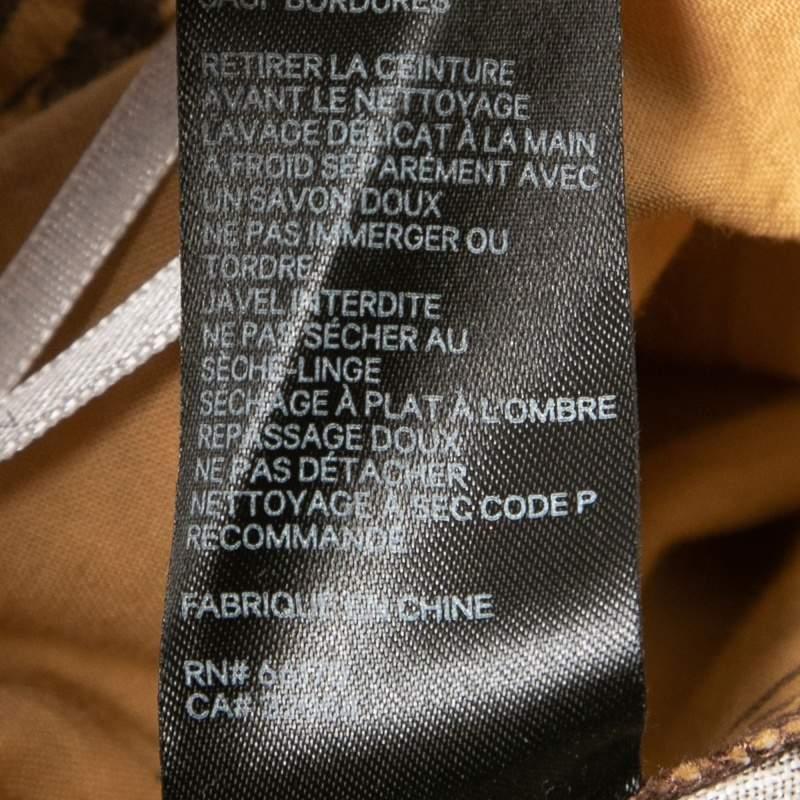 SAUF BORDURES
RETIRER LA CEINTURE
AVANT LE NETTOYAGE
LAVAGE DÉLICAT À LA MAIN
À FROID SÉPARÉMENT AVEC
UN SAVON DOUX
NE PAS IMMERGER OU
TORDRE
JAVEL INTERDITE
NE PAS SÉCHER AU
SÈCHE-LINGE
SÉCHAGE À PLAT À L'OMBRE
REPASSAGE DOUX
NE PAS DÉTACHER
NETTOYAGE À SEC CODE P
RECOMMANDÉ
FABRIQUÉ EN CHINE
RN#
CA#